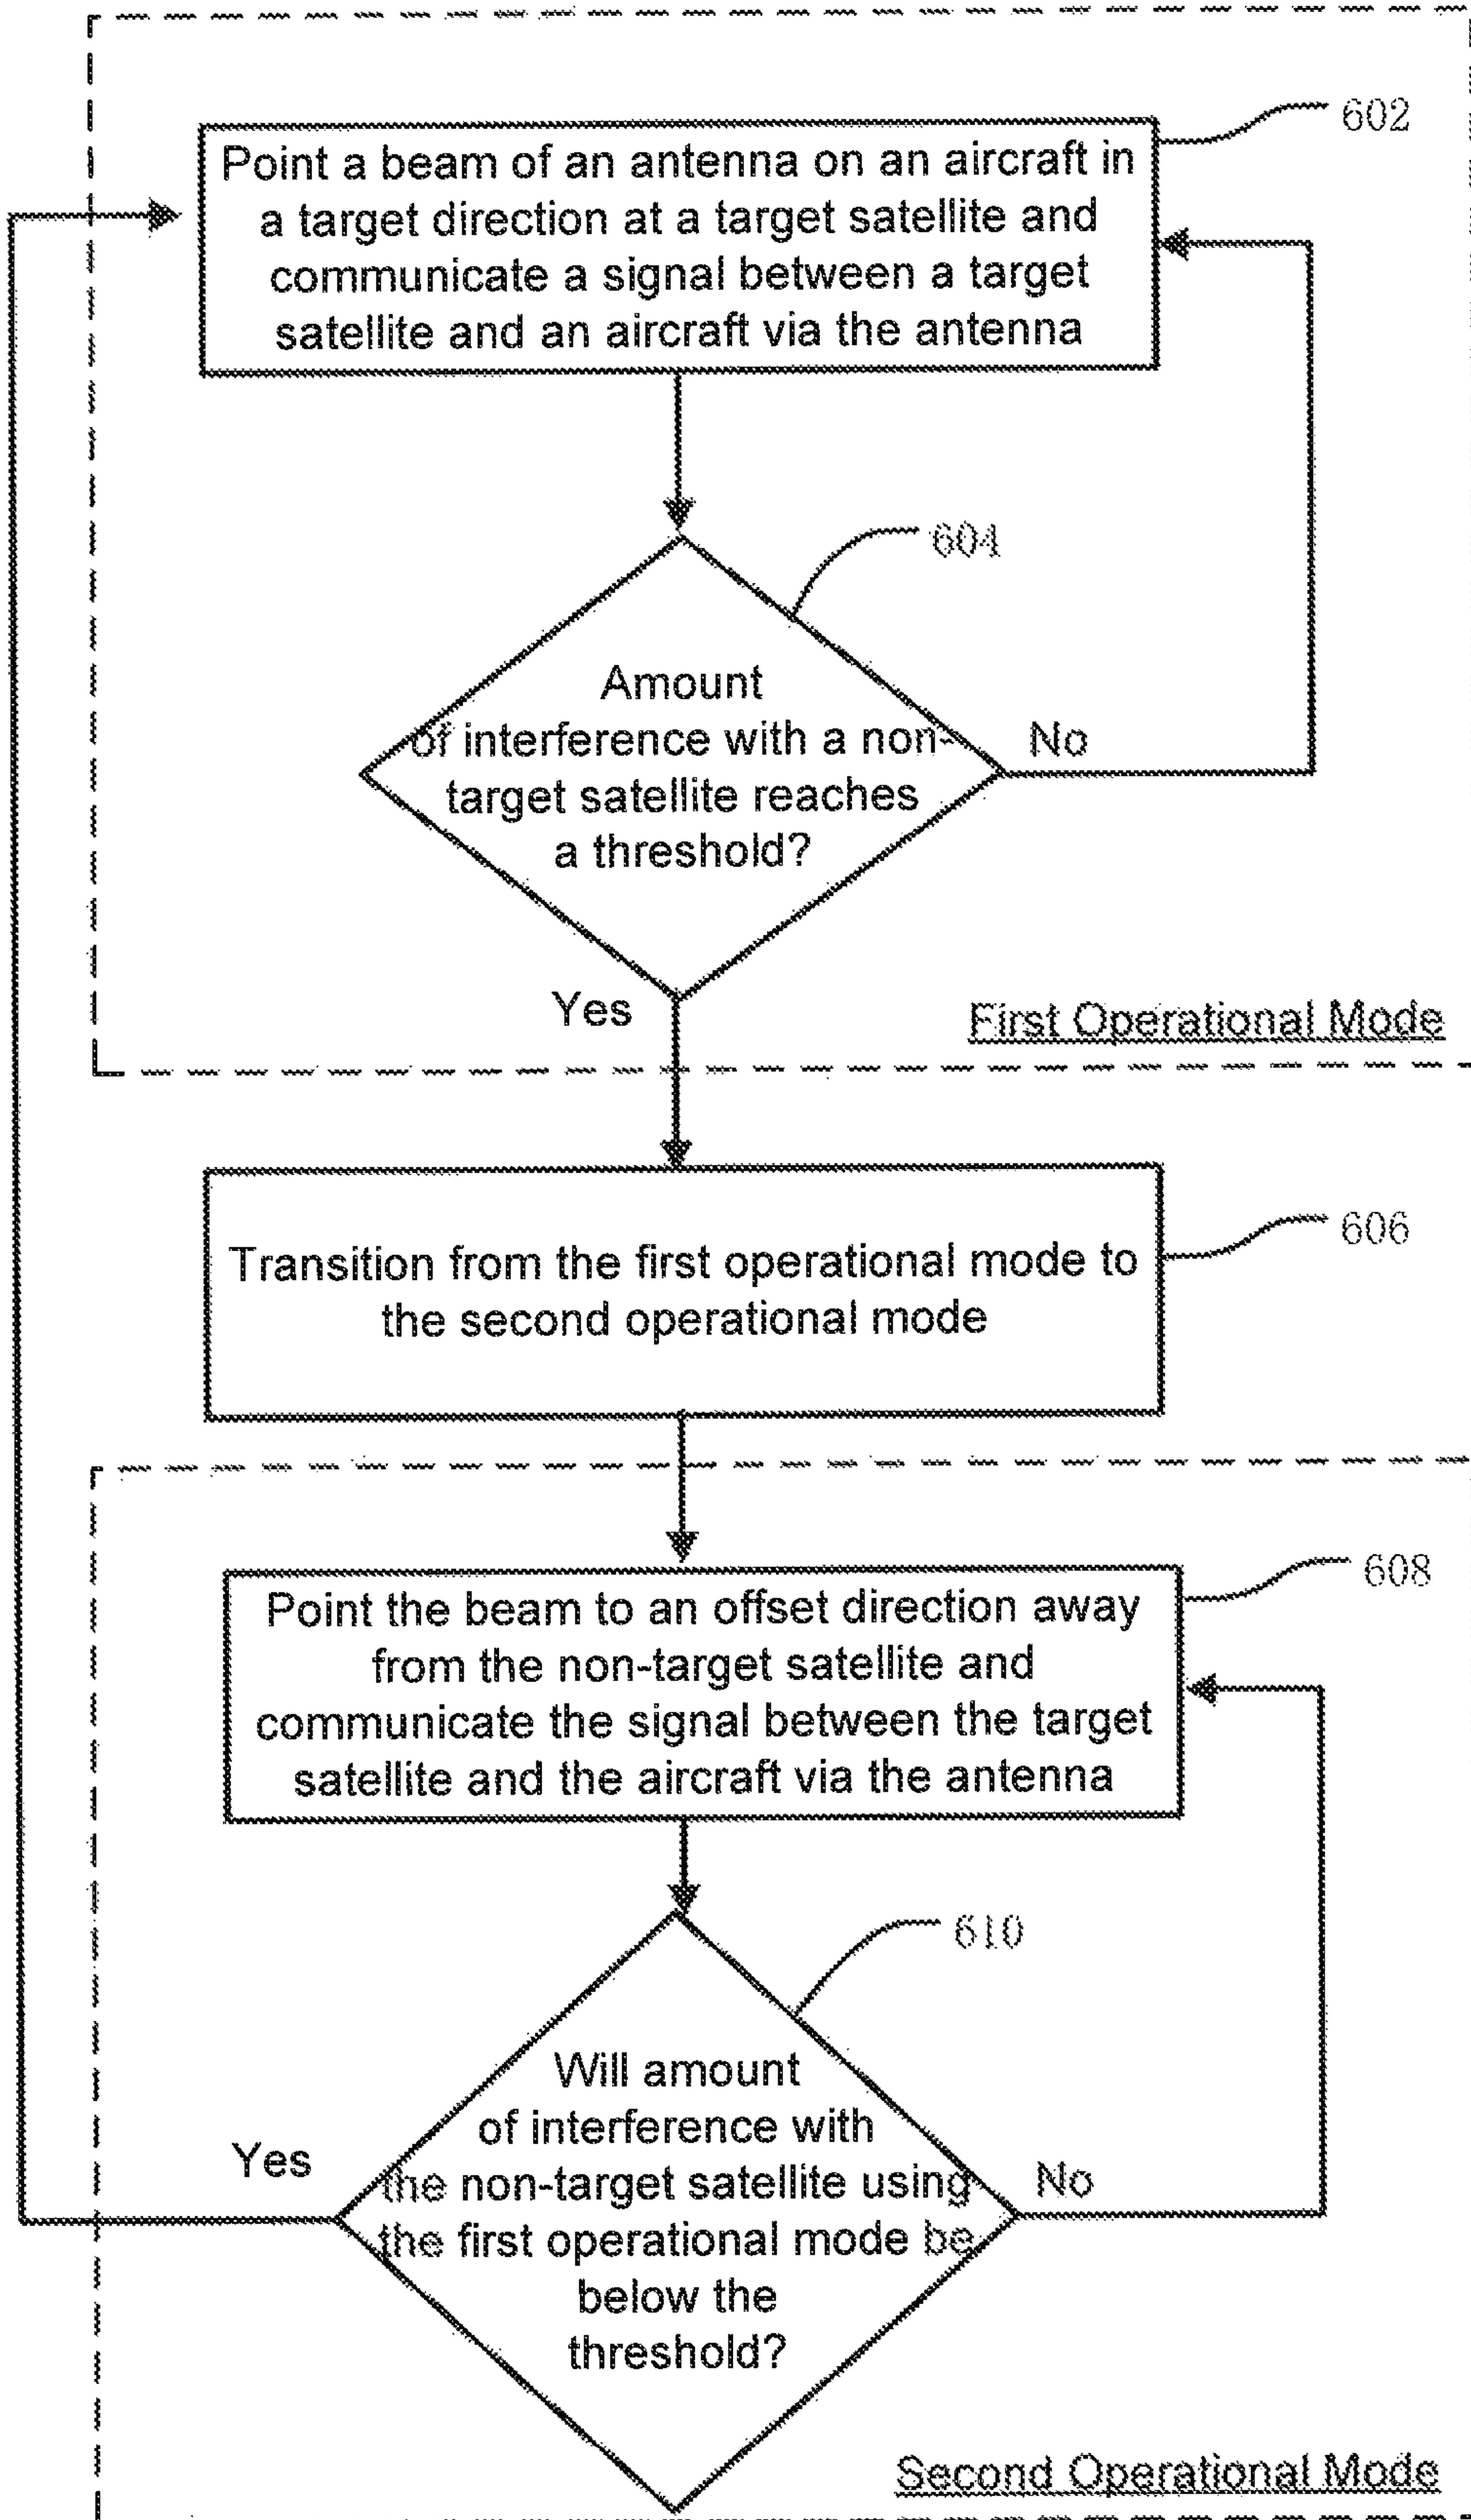 602
Point a beam of an antenna on an aircraft in
a target direction at a target satellite and
communicate a signal between a target
satellite and an aircraft via the antenna
604
Amount
of interference with a non-
target satellite reaches
a threshold?
No
Yes
First Operational Mode
606
Transition from the first operational mode to
the second operational mode
608
Point the beam to an offset direction away
from the non-target satellite and
communicate the signal between the target
satellite and the aircraft via the antenna
610
Will amount
of interference with
the non-target satellite using
the first operational mode be
below the
threshold?
Yes
No
Second Operational Mode